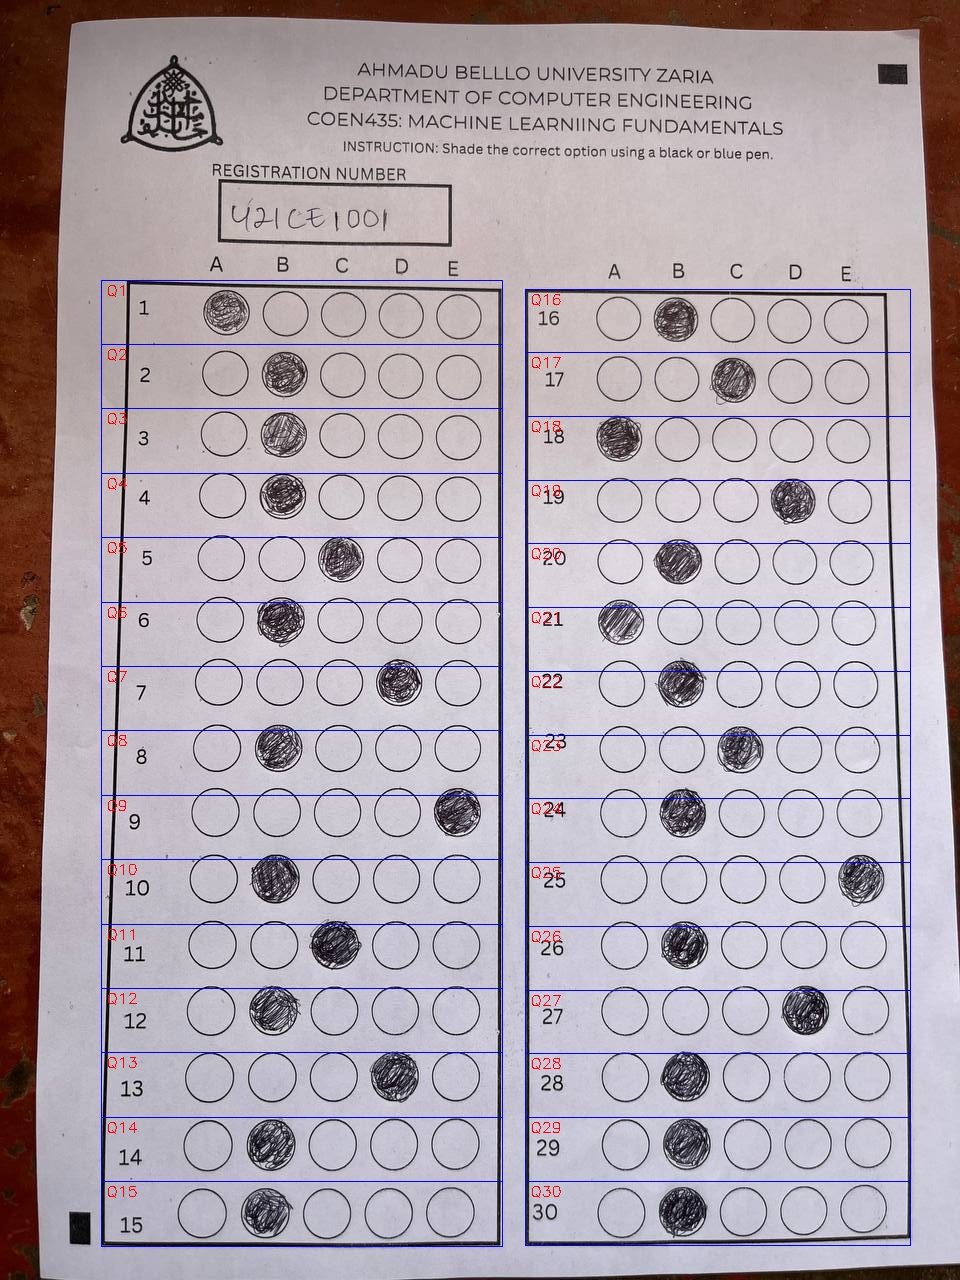 AHMADU BELLLO UNIVERSITY ZARIA
DEPARTMENT OF COMPUTER ENGINEERING
COEN435: MACHINE LEARNIING FUNDAMENTALS
INSTRUCTION: Shade the correct option using a black or blue pen.
REGISTRATION NUMBER
U21CE1001
A B C D E
Q1 1
Q2 2
Q3 3
Q4 4
Q5 5
Q6 6
Q7 7
Q8 8
Q9 9
Q10 10
Q11 11
Q12 12
Q13 13
Q14 14
Q15 15
A B C D E
Q16 16
Q17 17
Q18 18
Q19 19
Q20 20
Q21 21
Q22 22
Q23 23
Q24 24
Q25 25
Q26 26
Q27 27
Q28 28
Q29 29
Q30 30